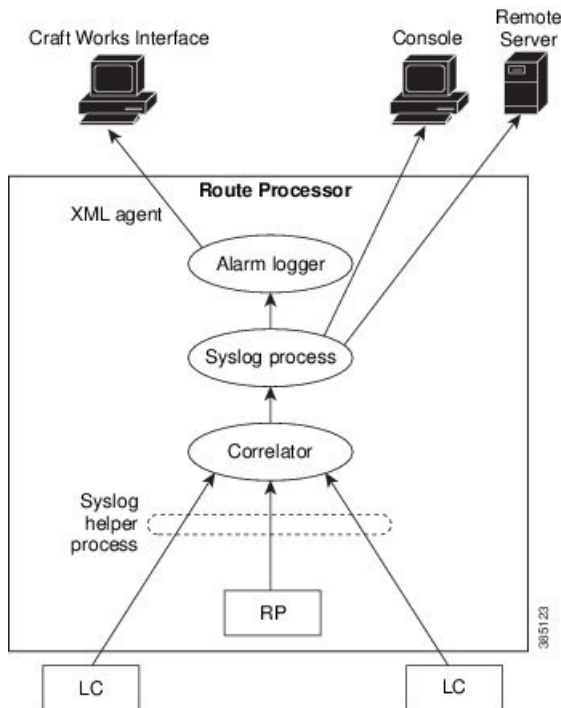 Craft Works Interface
Console
Remote
Server
Route Processor
XML agent
Alarm logger
Syslog process
Correlator
Syslog
helper
process
RP
385123
LC
LC